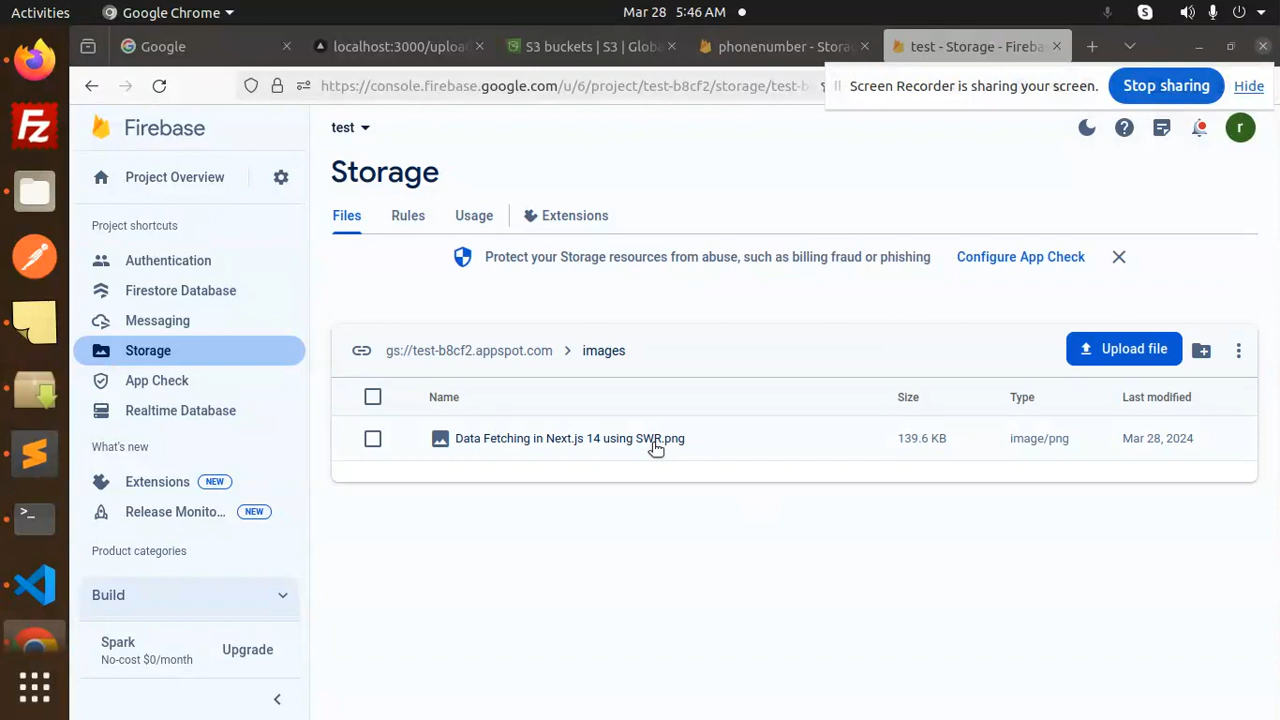 Activities
Google Chrome
Mar 28 5:46 AM
Google
localhost:3000/uploa
S3 buckets | S3 | Globa
phonenumber - Stora
test - Storage - Fireba
https://console.firebase.google.com/u/6/project/test-b8cf2/storage/test-b
Screen Recorder is sharing your screen.
Stop sharing
Hide
Firebase
test
r
Project Overview
Storage
Project shortcuts
Files
Rules
Usage
Extensions
Authentication
Protect your Storage resources from abuse, such as billing fraud or phishing
Configure App Check
Firestore Database
Messaging
Storage
gs://test-b8cf2.appspot.com
images
Upload file
App Check
Name
Size
Type
Last modified
Realtime Database
Data Fetching in Next.js 14 using SWR.png
139.6 KB
image/png
Mar 28, 2024
What's new
Extensions
NEW
Release Monito...
NEW
Product categories
Build
Spark
No-cost $0/month
Upgrade